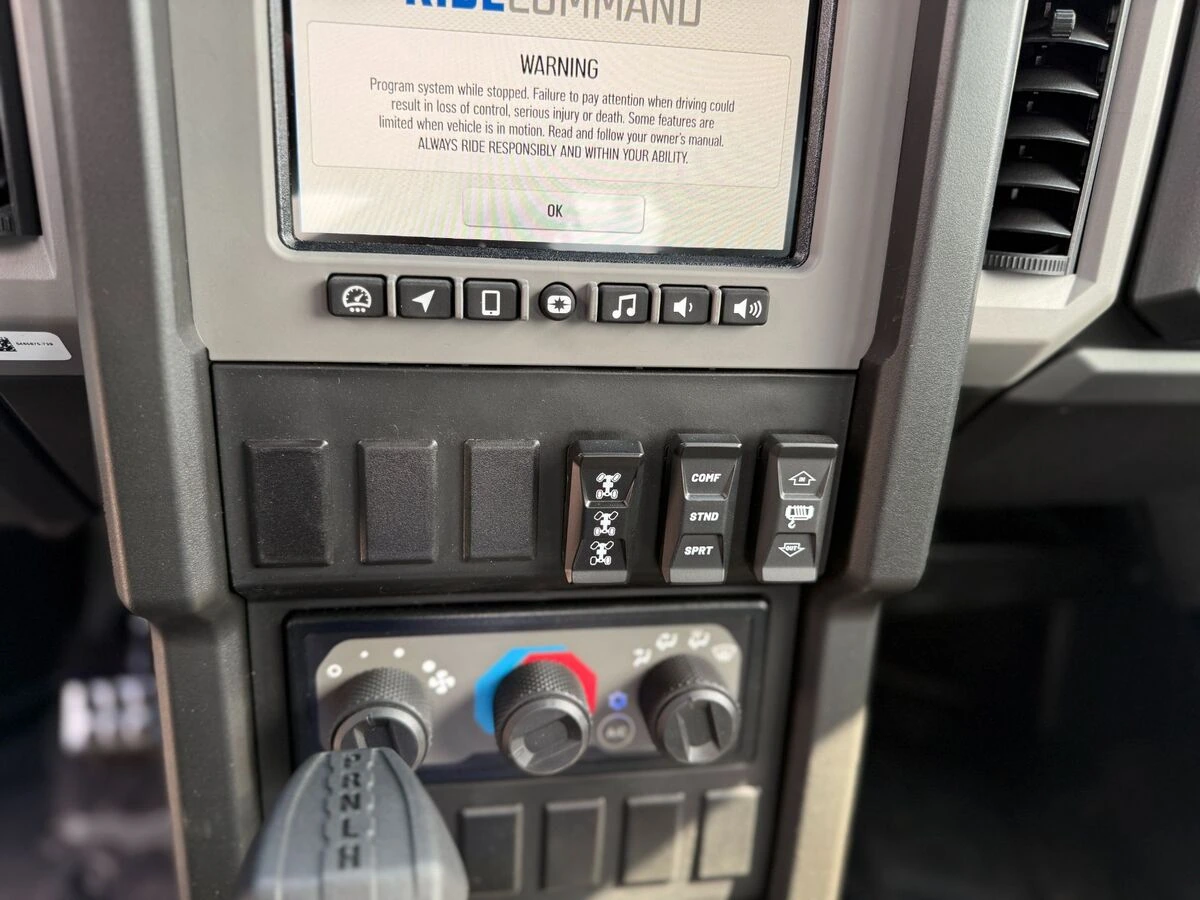 RIDECOMMAND
WARNING
Program system while stopped. Failure to pay attention when driving could
result in loss of control, serious injury or death. Some features are
limited when vehicle is in motion. Read and follow your owner's manual.
ALWAYS RIDE RESPONSIBLY AND WITHIN YOUR ABILITY.
OK
COMF
STND
SPRT
IN
OUT
P
R
N
L
H